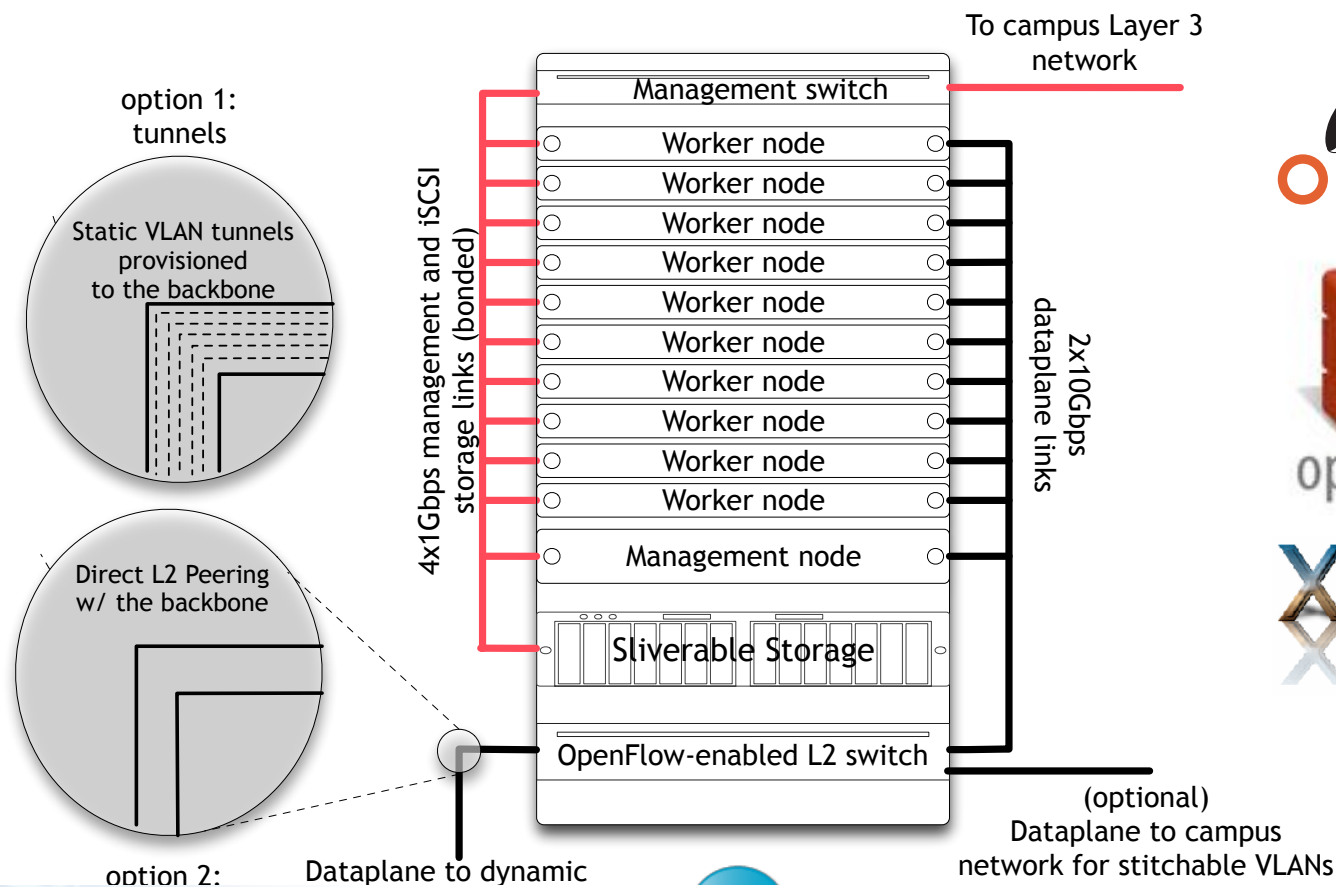 To campus Layer 3
network
option 1:
tunnels
Static VLAN tunnels
provisioned
to the backbone
Direct L2 Peering
w/ the backbone
option 2:
4x1Gbps management and iSCSI
storage links (bonded)
Management switch
Worker node
Worker node
Worker node
Worker node
Worker node
Worker node
Worker node
Worker node
Worker node
Worker node
Management node
Sliverable Storage
OpenFlow-enabled L2 switch
2x10Gbps
dataplane links
Dataplane to dynamic
(optional)
Dataplane to campus
network for stitchable VLANs
op
X